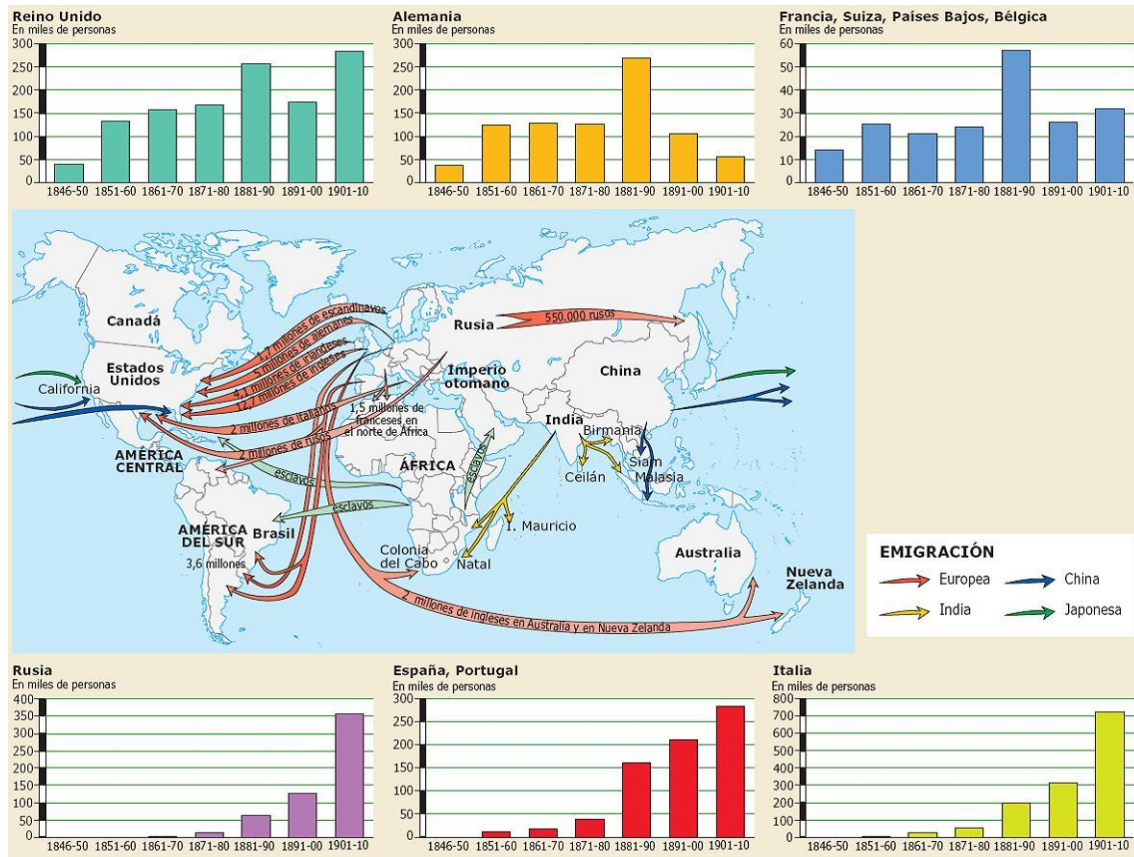 Reino Unido
En miles de personas
300
250
200
150
100
50
0
1846-50 1851-60 1861-70 1871-80 1881-90 1891-00 1901-10
Alemania
En miles de personas
300
250
200
150
100
50
0
1846-50 1851-60 1861-70 1871-80 1881-90 1891-00 1901-10
Francia, Suiza, Países Bajos, Bélgica
En miles de personas
60
50
40
30
20
10
0
1846-50 1851-60 1861-70 1871-80 1881-90 1891-00 1901-10
Canadá
Estados
Unidos
California
AMÉRICA
CENTRAL
AMÉRICA
DEL SUR
3,6 millones
Brasil
1,7 millones de escandinavos
5 millones de alemanes
4,1 millones de irlandeses
12,7 millones de ingleses
2 millones de italianos
2 millones de rusos
1,5 millones de
franceses en
el norte de África
esclavos
esclavos
esclavos
ÁFRICA
Colonia
del Cabo
Natal
I. Mauricio
Rusia
550.000 rusos
Imperio
otomano
China
India
Birmania
Siam
Ceilán
Malasia
Australia
Nueva
Zelanda
2 millones de ingleses en Australia y en Nueva Zelanda
EMIGRACIÓN
Europea
China
India
Japonesa
Rusia
En miles de personas
400
350
300
250
200
150
100
50
0
1846-50 1851-60 1861-70 1871-80 1881-90 1891-00 1901-10
España, Portugal
En miles de personas
300
250
200
150
100
50
0
1846-50 1851-60 1861-70 1871-80 1881-90 1891-00 1901-10
Italia
En miles de personas
800
700
600
500
400
300
200
100
0
1846-50 1851-60 1861-70 1871-80 1881-90 1891-00 1901-10